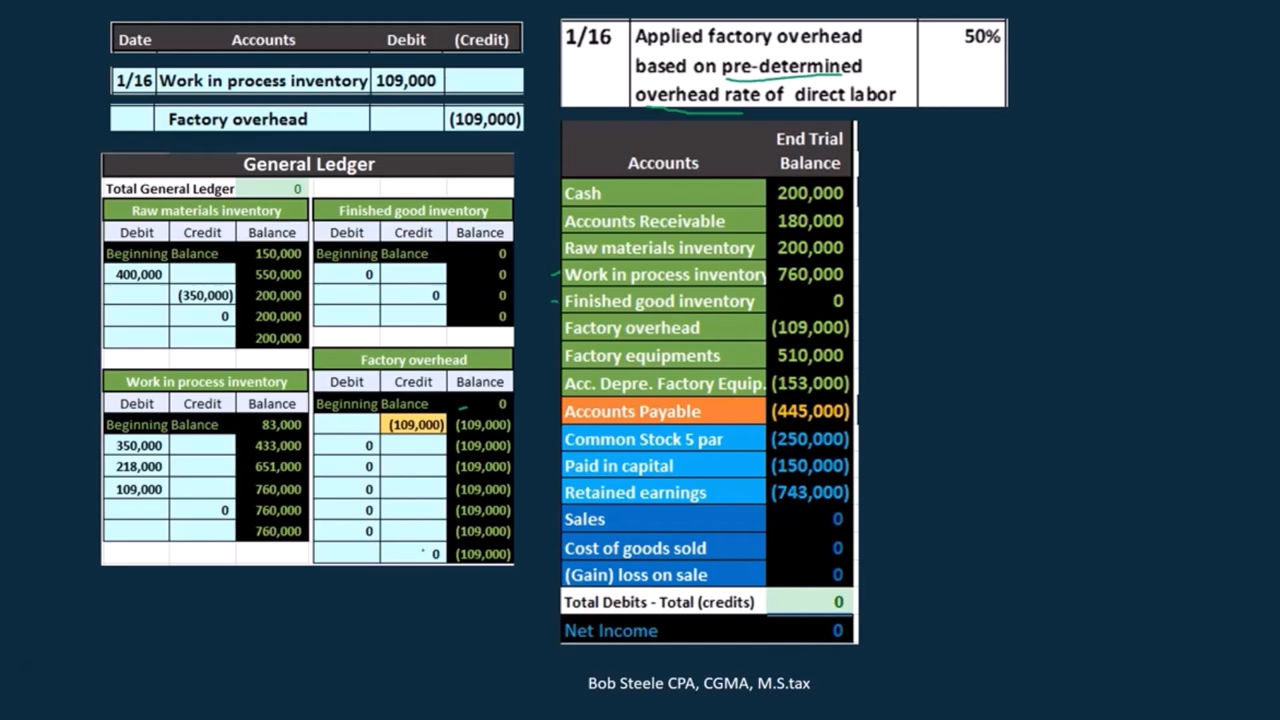 Date Accounts Debit (Credit)
1/16 Work in process inventory 109,000
Factory overhead (109,000)
General Ledger
Total General Ledger 0
Raw materials inventory
Debit Credit Balance
Beginning Balance 150,000
400,000 550,000
(350,000) 200,000
0 200,000
200,000
Finished good inventory
Debit Credit Balance
Beginning Balance 0
0 0
0 0
0
Work in process inventory
Debit Credit Balance
Beginning Balance 83,000
350,000 433,000
218,000 651,000
109,000 760,000
0 760,000
760,000
Factory overhead
Debit Credit Balance
Beginning Balance 0
(109,000) (109,000)
0 (109,000)
0 (109,000)
0 (109,000)
0 (109,000)
0 (109,000)
0 (109,000)
1/16 Applied factory overhead 50%
based on pre-determined
overhead rate of direct labor
End Trial
Accounts Balance
Cash 200,000
Accounts Receivable 180,000
Raw materials inventory 200,000
Work in process inventory 760,000
Finished good inventory 0
Factory overhead (109,000)
Factory equipments 510,000
Acc. Depre. Factory Equip. (153,000)
Accounts Payable (445,000)
Common Stock 5 par (250,000)
Paid in capital (150,000)
Retained earnings (743,000)
Sales 0
Cost of goods sold 0
(Gain) loss on sale 0
Total Debits - Total (credits) 0
Net Income 0
Bob Steele CPA, CGMA, M.S.tax